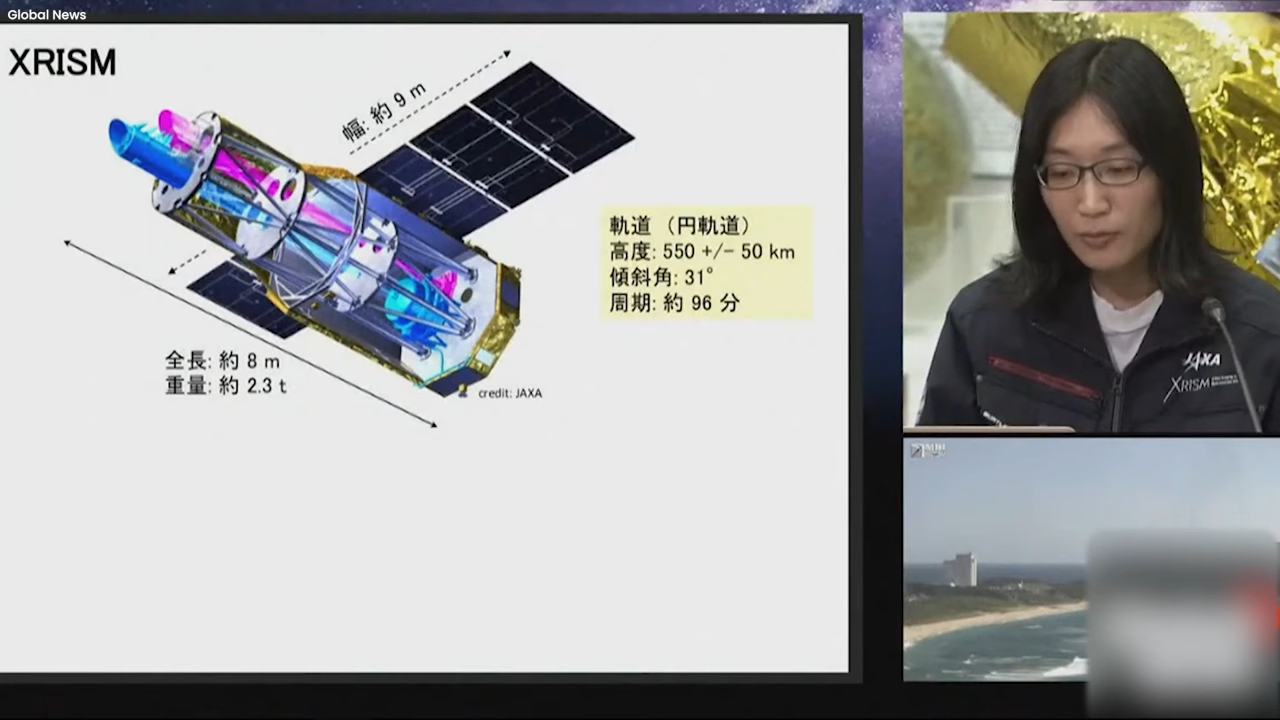 Global News
XRISM
幅: 約 9 m
軌道 （円軌道）
高度: 550 +/- 50 km
傾斜角: 31°
周期: 約 96 分
全長: 約 8 m
重量: 約 2.3 t
credit: JAXA
JAXA
XRISM